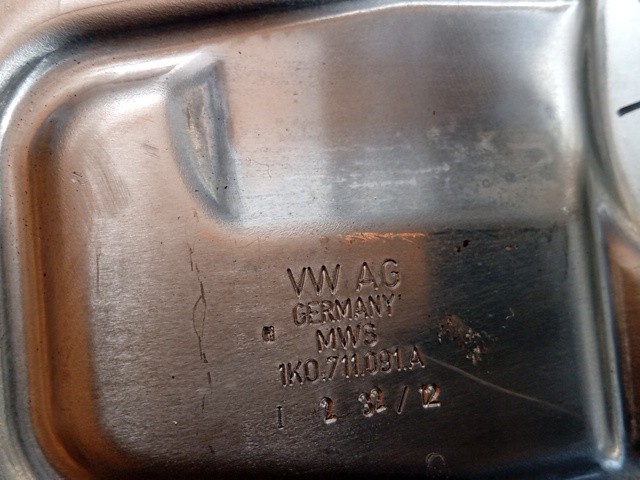 VW AG
GERMANY
MWS
1K0.711.091.A
I 2 32/12